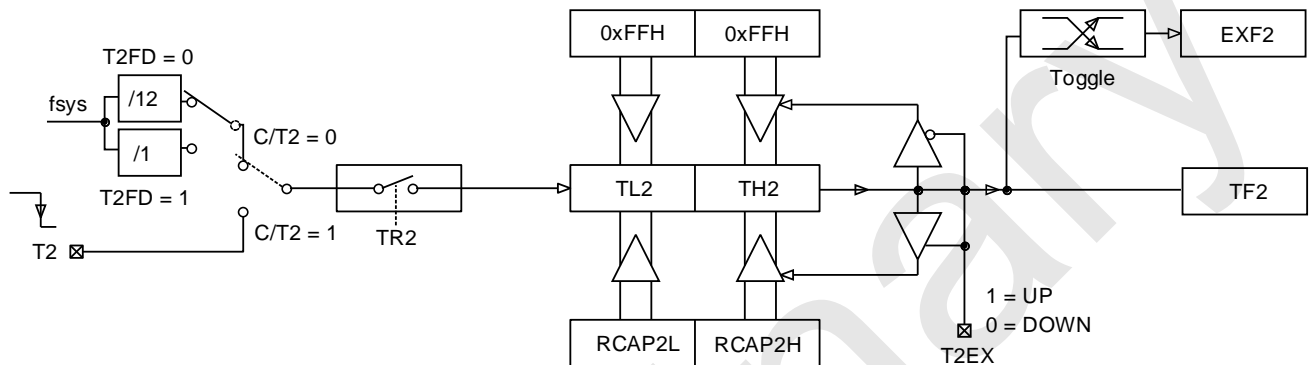 0xFFH 0xFFH EXF2
T2FD = 0 Toggle
/12
fsys
C/T2 = 0
/1
T2FD = 1
TL2 TH2 TF2
T2
C/T2 = 1
TR2
1 = UP
0 = DOWN
RCAP2L RCAP2H
T2EX